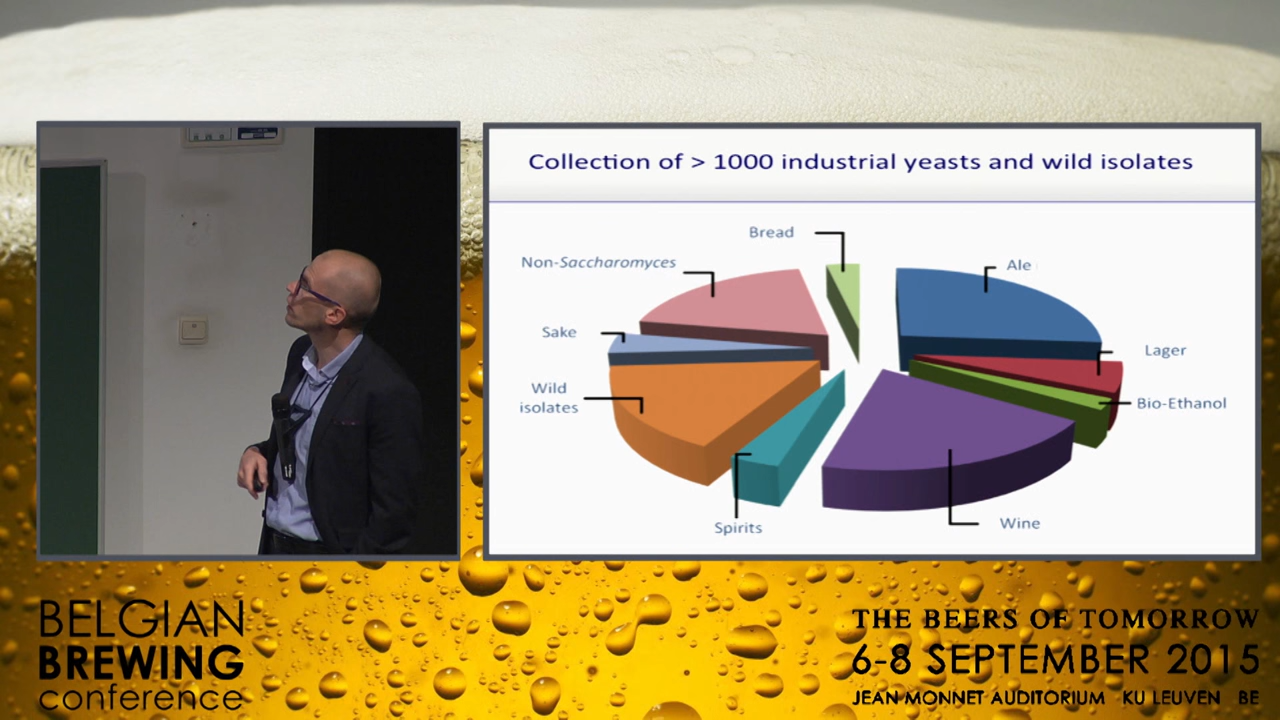 Collection of > 1000 industrial yeasts and wild isolates
Bread
Non-Saccharomyces
Ale
Sake
Lager
Wild
isolates
Bio-Ethanol
Spirits
Wine
BELGIAN
BREWING
conference
THE BEERS OF TOMORROW
6-8 SEPTEMBER 2015
JEAN MONNET AUDITORIUM KU LEUVEN BE